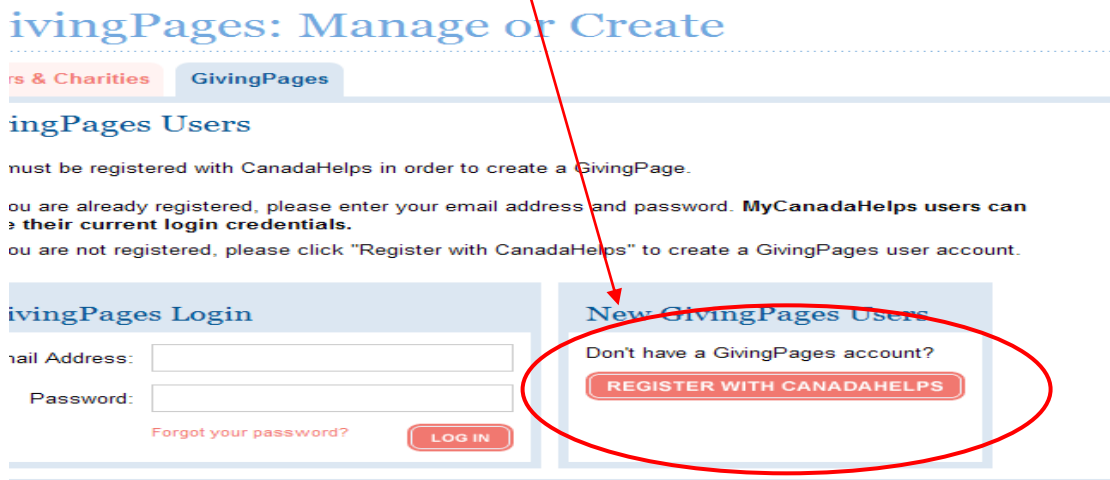 ivingPages: Manage or Create
rs & Charities GivingPages
ingPages Users
must be registered with CanadaHelps in order to create a GivingPage.
ou are already registered, please enter your email address and password. MyCanadaHelps users can
e their current login credentials.
ou are not registered, please click "Register with CanadaHelps" to create a GivingPages user account.
ivingPages Login
New GivingPages Users
ail Address:
Don't have a GivingPages account?
REGISTER WITH CANADAHELPS
Password:
Forgot your password? LOG IN